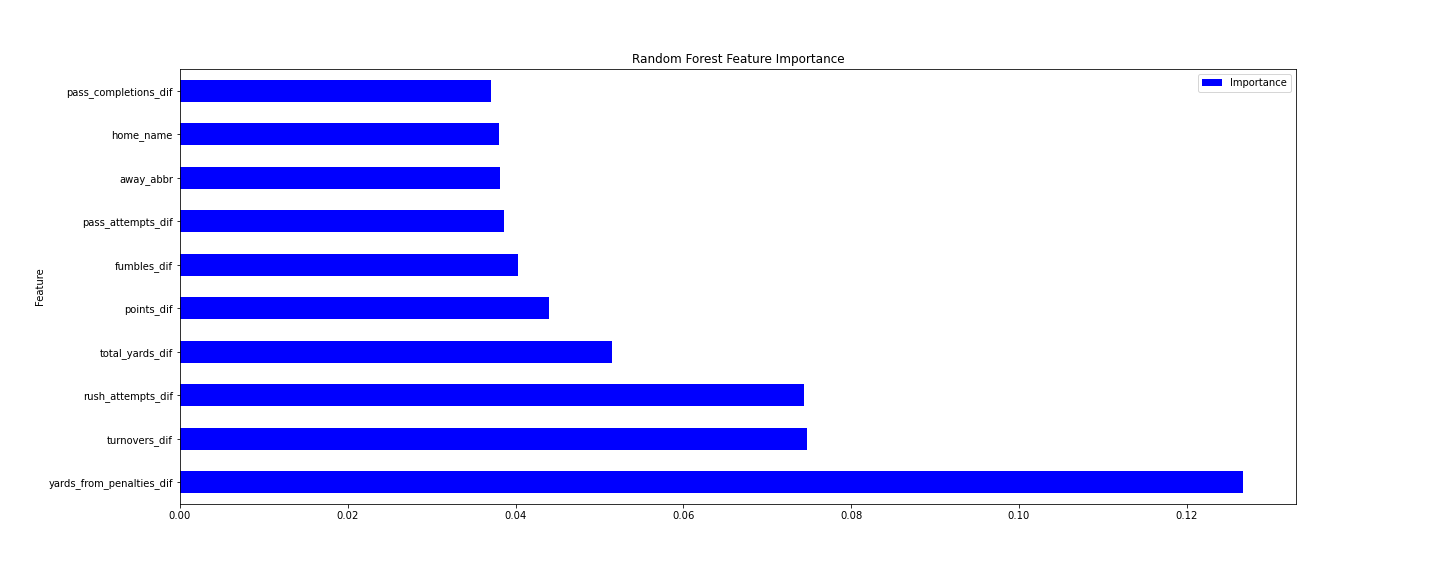 Random Forest Feature Importance
Importance
pass_completions_dif
home_name
away_abbr
pass_attempts_dif
fumbles_dif
points_dif
total_yards_dif
rush_attempts_dif
turnovers_dif
yards_from_penalties_dif
Feature
0.00 0.02 0.04 0.06 0.08 0.10 0.12